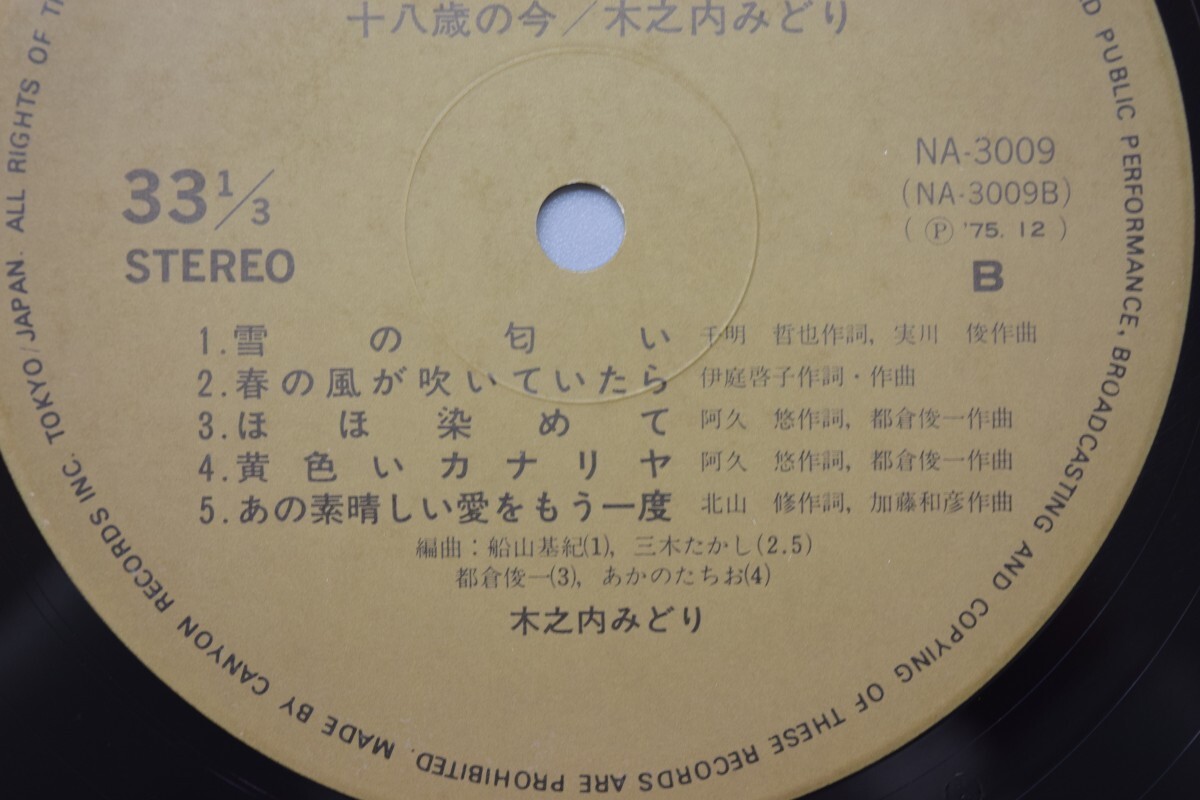 十八歳の今/木之内みどり
33 1/3
STEREO
NA-3009
(NA-3009B)
(Ⓟ '75. 12)
B
1. 雪の匂い 千明 哲也作詞, 実川 俊作曲
2. 春の風が吹いていたら 伊庭啓子作詞・作曲
3. ほほ染めて 阿久 悠作詞, 都倉俊一作曲
4. 黄色いカナリヤ 阿久 悠作詞, 都倉俊一作曲
5. あの素晴しい愛をもう一度 北山 修作詞, 加藤和彦作曲
編曲:船山基紀(1), 三木たかし(2.5)
都倉俊一(3), あかのたちお(4)
木之内みどり
PUBLIC PERFORMANCE, BROADCASTING AND COPYING OF THESE RECORDS ARE PROHIBITED. MADE BY CANYON RECORDS INC. TOKYO/JAPAN. ALL RIGHTS OF